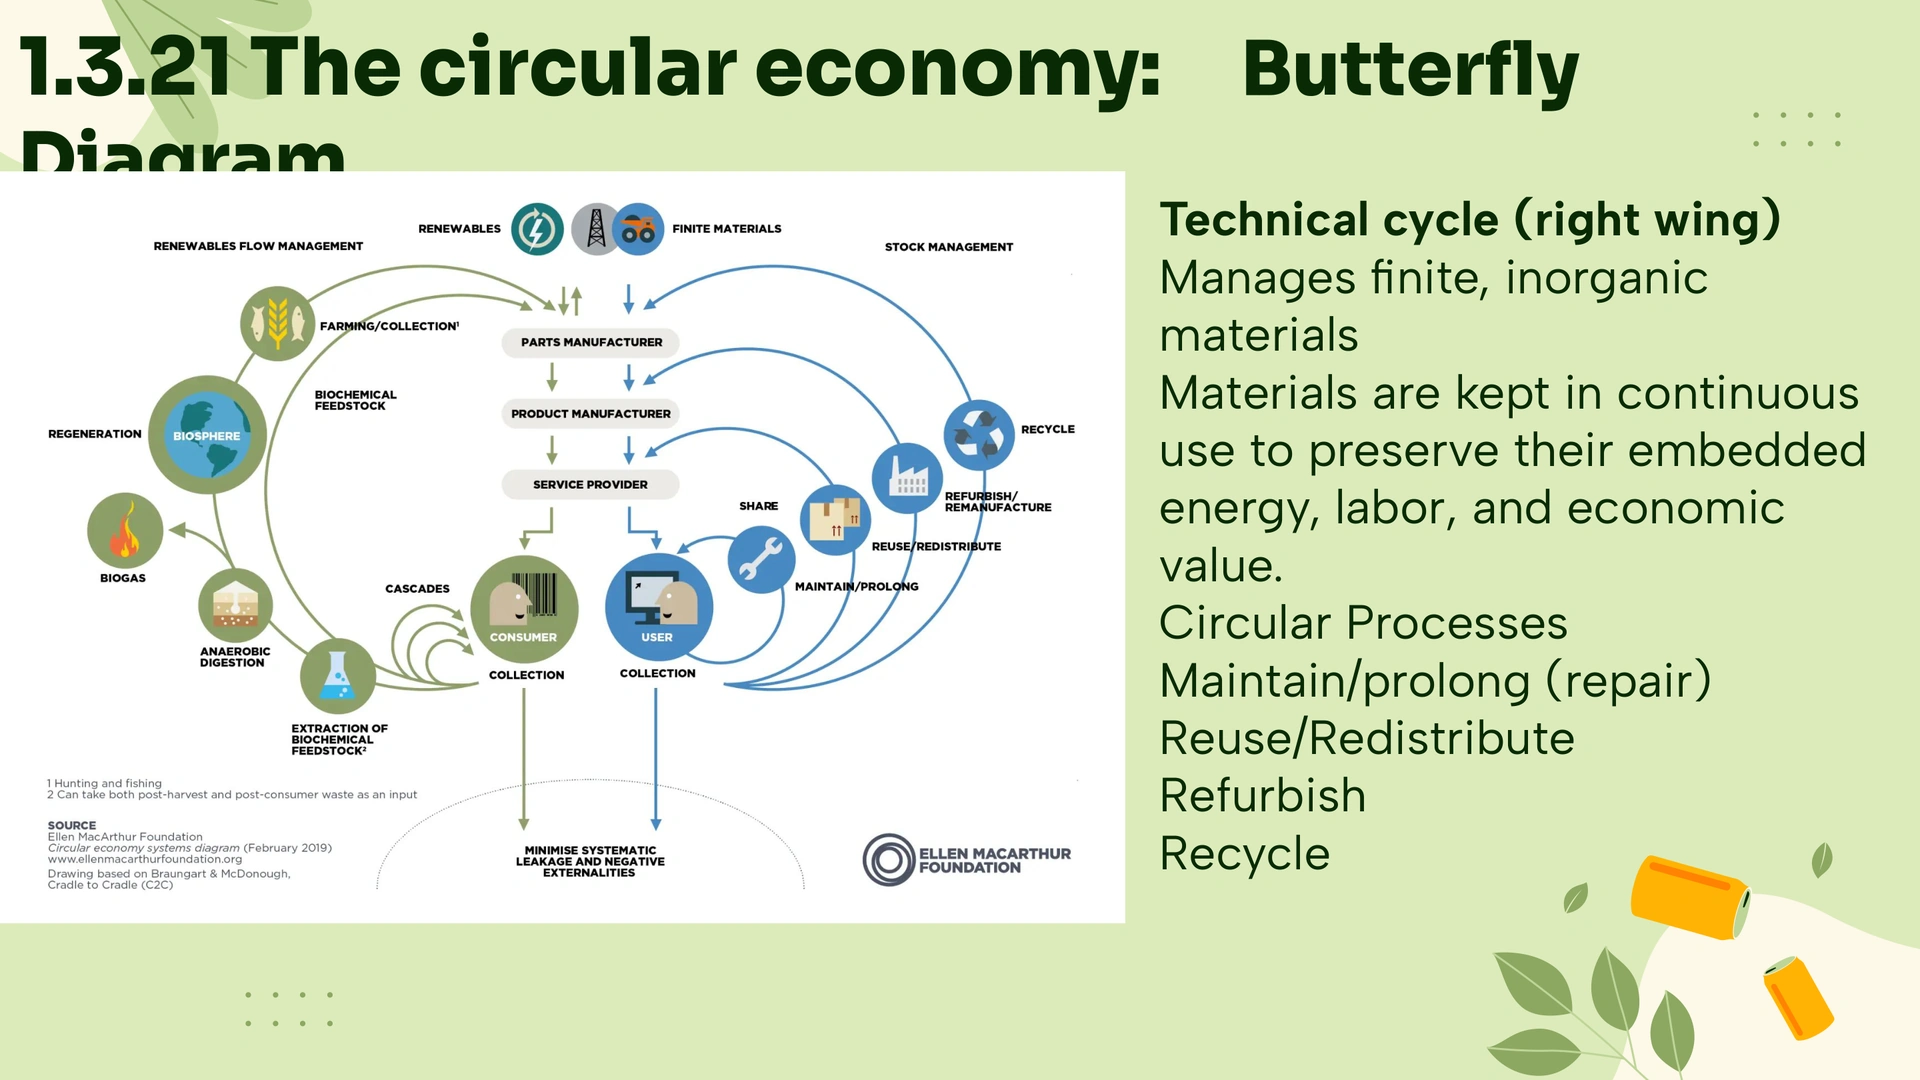 1.3.21 The circular economy: Butterfly
Diagram
RENEWABLES
FINITE MATERIALS
RENEWABLES FLOW MANAGEMENT
STOCK MANAGEMENT
FARMING/COLLECTION¹
PARTS MANUFACTURER
BIOCHEMICAL
FEEDSTOCK
PRODUCT MANUFACTURER
REGENERATION
BIOSPHERE
RECYCLE
SERVICE PROVIDER
SHARE
REFURBISH/
REMANUFACTURE
REUSE/REDISTRIBUTE
BIOGAS
CASCADES
MAINTAIN/PROLONG
CONSUMER
USER
ANAEROBIC
DIGESTION
COLLECTION
COLLECTION
EXTRACTION OF
BIOCHEMICAL
FEEDSTOCK²
1 Hunting and fishing
2 Can take both post-harvest and post-consumer waste as an input
SOURCE
Ellen MacArthur Foundation
Circular economy systems diagram (February 2019)
www.ellenmacarthurfoundation.org
Drawing based on Braungart & McDonough,
Cradle to Cradle (C2C)
MINIMISE SYSTEMATIC
LEAKAGE AND NEGATIVE
EXTERNALITIES
ELLEN MACARTHUR
FOUNDATION
Technical cycle (right wing)
Manages finite, inorganic
materials
Materials are kept in continuous
use to preserve their embedded
energy, labor, and economic
value.
Circular Processes
Maintain/prolong (repair)
Reuse/Redistribute
Refurbish
Recycle